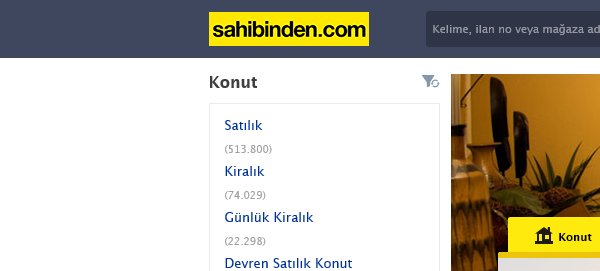 sahibinden.com
Kelime, ilan no veya mağaza ad
Konut
Satılık
(513.800)
Kiralık
(74.029)
Günlük Kiralık
(22.298)
Devren Satılık Konut
Konut